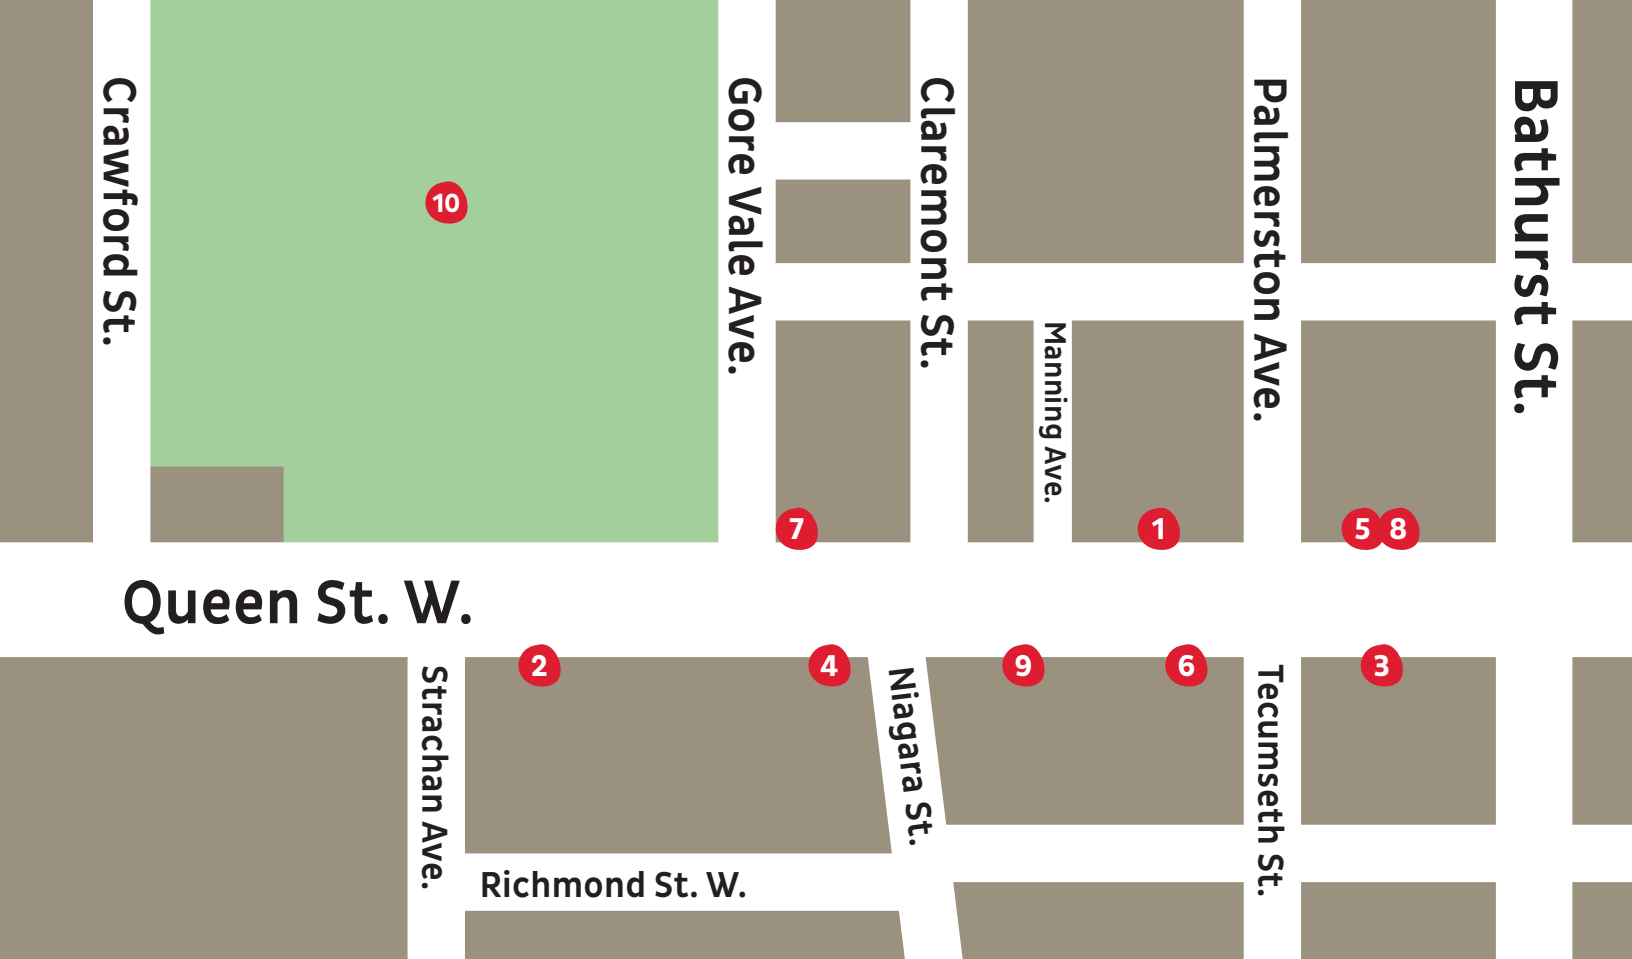 Crawford St.
Gore Vale Ave.
Claremont St.
Palmerston Ave.
Bathurst St.
10
Manning Ave.
7
1
5
8
Queen St. W.
2
4
9
6
3
Strachan Ave.
Niagara St.
Tecumseth St.
Richmond St. W.